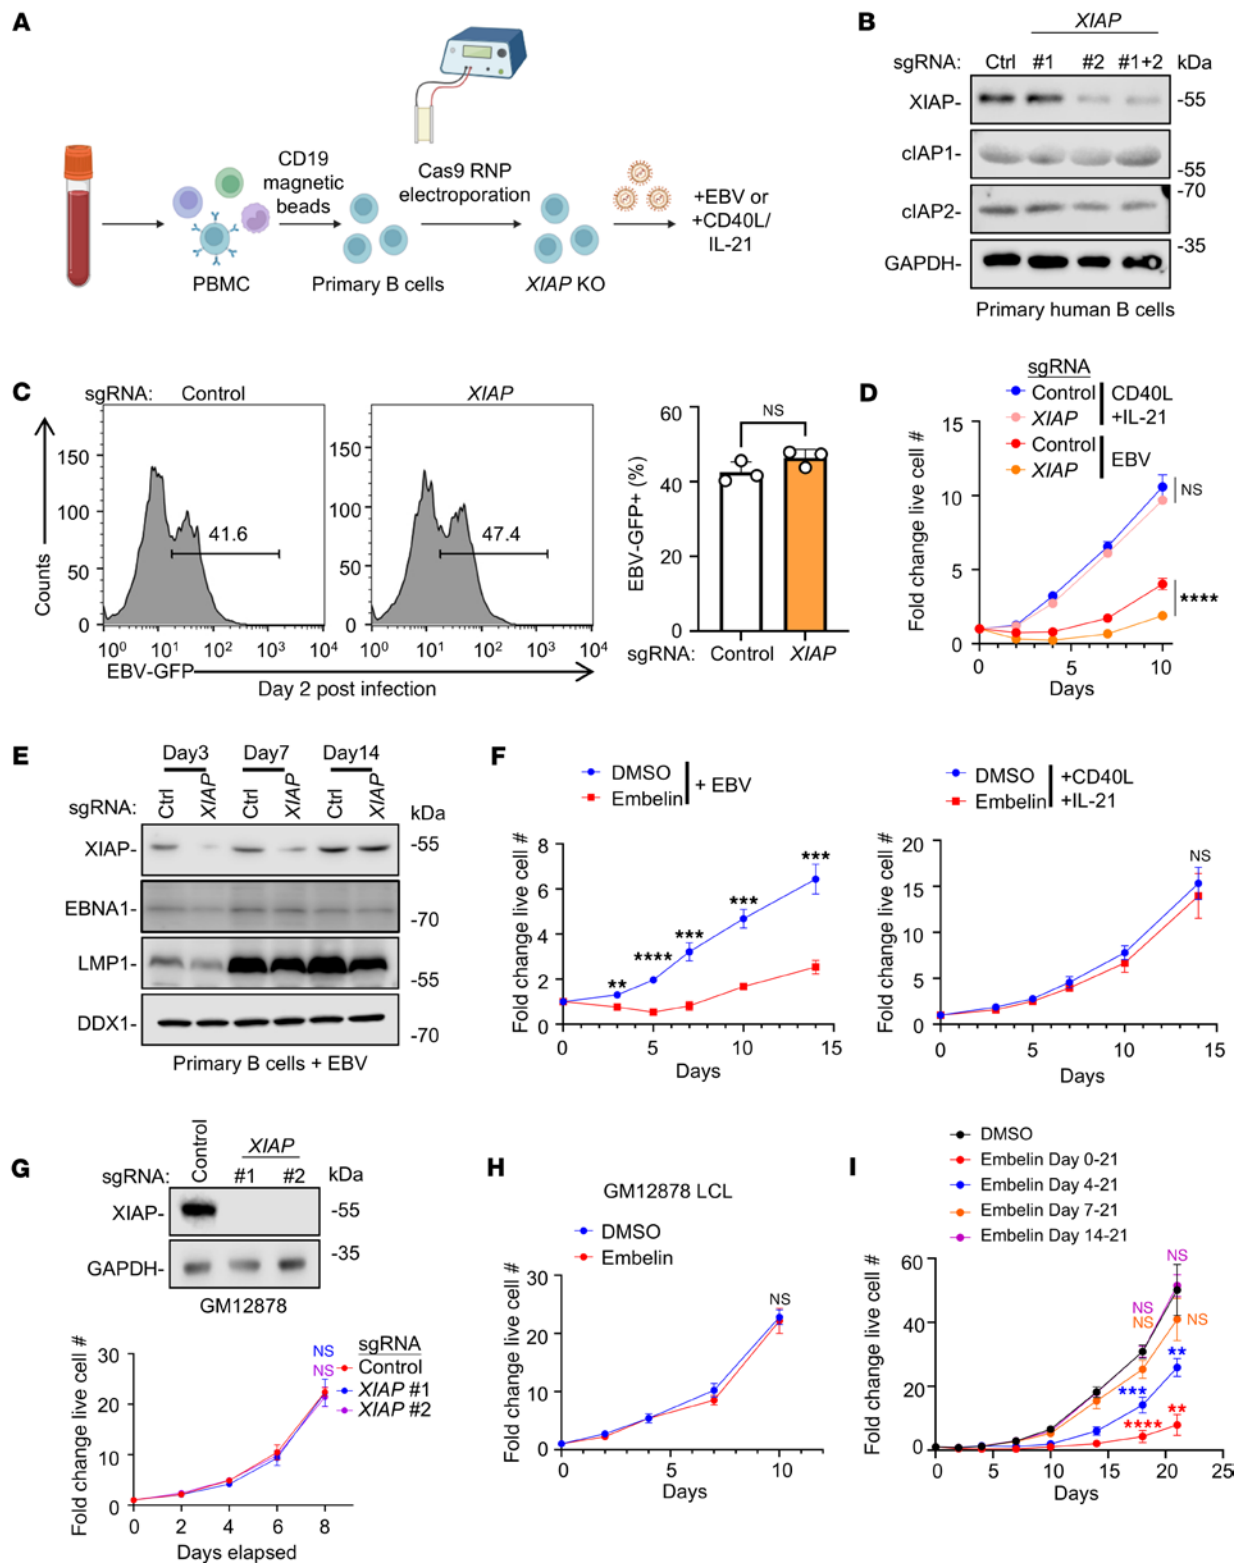 A
CD19
magnetic
beads
Cas9 RNP
electroporation
+EBV or
+CD40L/
IL-21
PBMC
Primary B cells
XIAP KO
B
XIAP
sgRNA: Ctrl #1 #2 #1+2 kDa
XIAP- -55
cIAP1- -55
cIAP2- -70
GAPDH- -35
Primary human B cells
C
sgRNA: Control XIAP
Counts
150
100
50
0
41.6
10⁰ 10¹ 10² 10³ 10⁴
150
100
50
0
47.4
10⁰ 10¹ 10² 10³ 10⁴
EBV-GFP
Day 2 post infection
EBV-GFP+ (%)
60
40
20
0
NS
sgRNA: Control XIAP
D
sgRNA
Control CD40L
XIAP +IL-21
Control EBV
XIAP
Fold change live cell #
15
10
5
0
NS
****
0 5 10
Days
E
Day3 Day7 Day14
sgRNA: Ctrl XIAP Ctrl XIAP Ctrl XIAP kDa
XIAP- -55
EBNA1- -70
LMP1- -55
DDX1- -70
Primary B cells + EBV
F
DMSO + EBV
Embelin
Fold change live cell #
8
6
4
2
0
** **** *** *** ***
0 5 10 15
Days
DMSO +CD40L
Embelin +IL-21
Fold change live cell #
20
15
10
5
0
NS
0 5 10 15
Days
G
Control XIAP
sgRNA: #1 #2 kDa
XIAP- -55
GAPDH- -35
GM12878
Fold change live cell #
30
20
10
0
NS
NS
sgRNA
Control
XIAP #1
XIAP #2
0 2 4 6 8
Days elapsed
H
GM12878 LCL
DMSO
Embelin
Fold change live cell #
30
20
10
0
NS
0 5 10
Days
I
DMSO
Embelin Day 0-21
Embelin Day 4-21
Embelin Day 7-21
Embelin Day 14-21
Fold change live cell #
60
40
20
0
NS
NS
NS
NS
**
***
**
****
0 5 10 15 20 25
Days